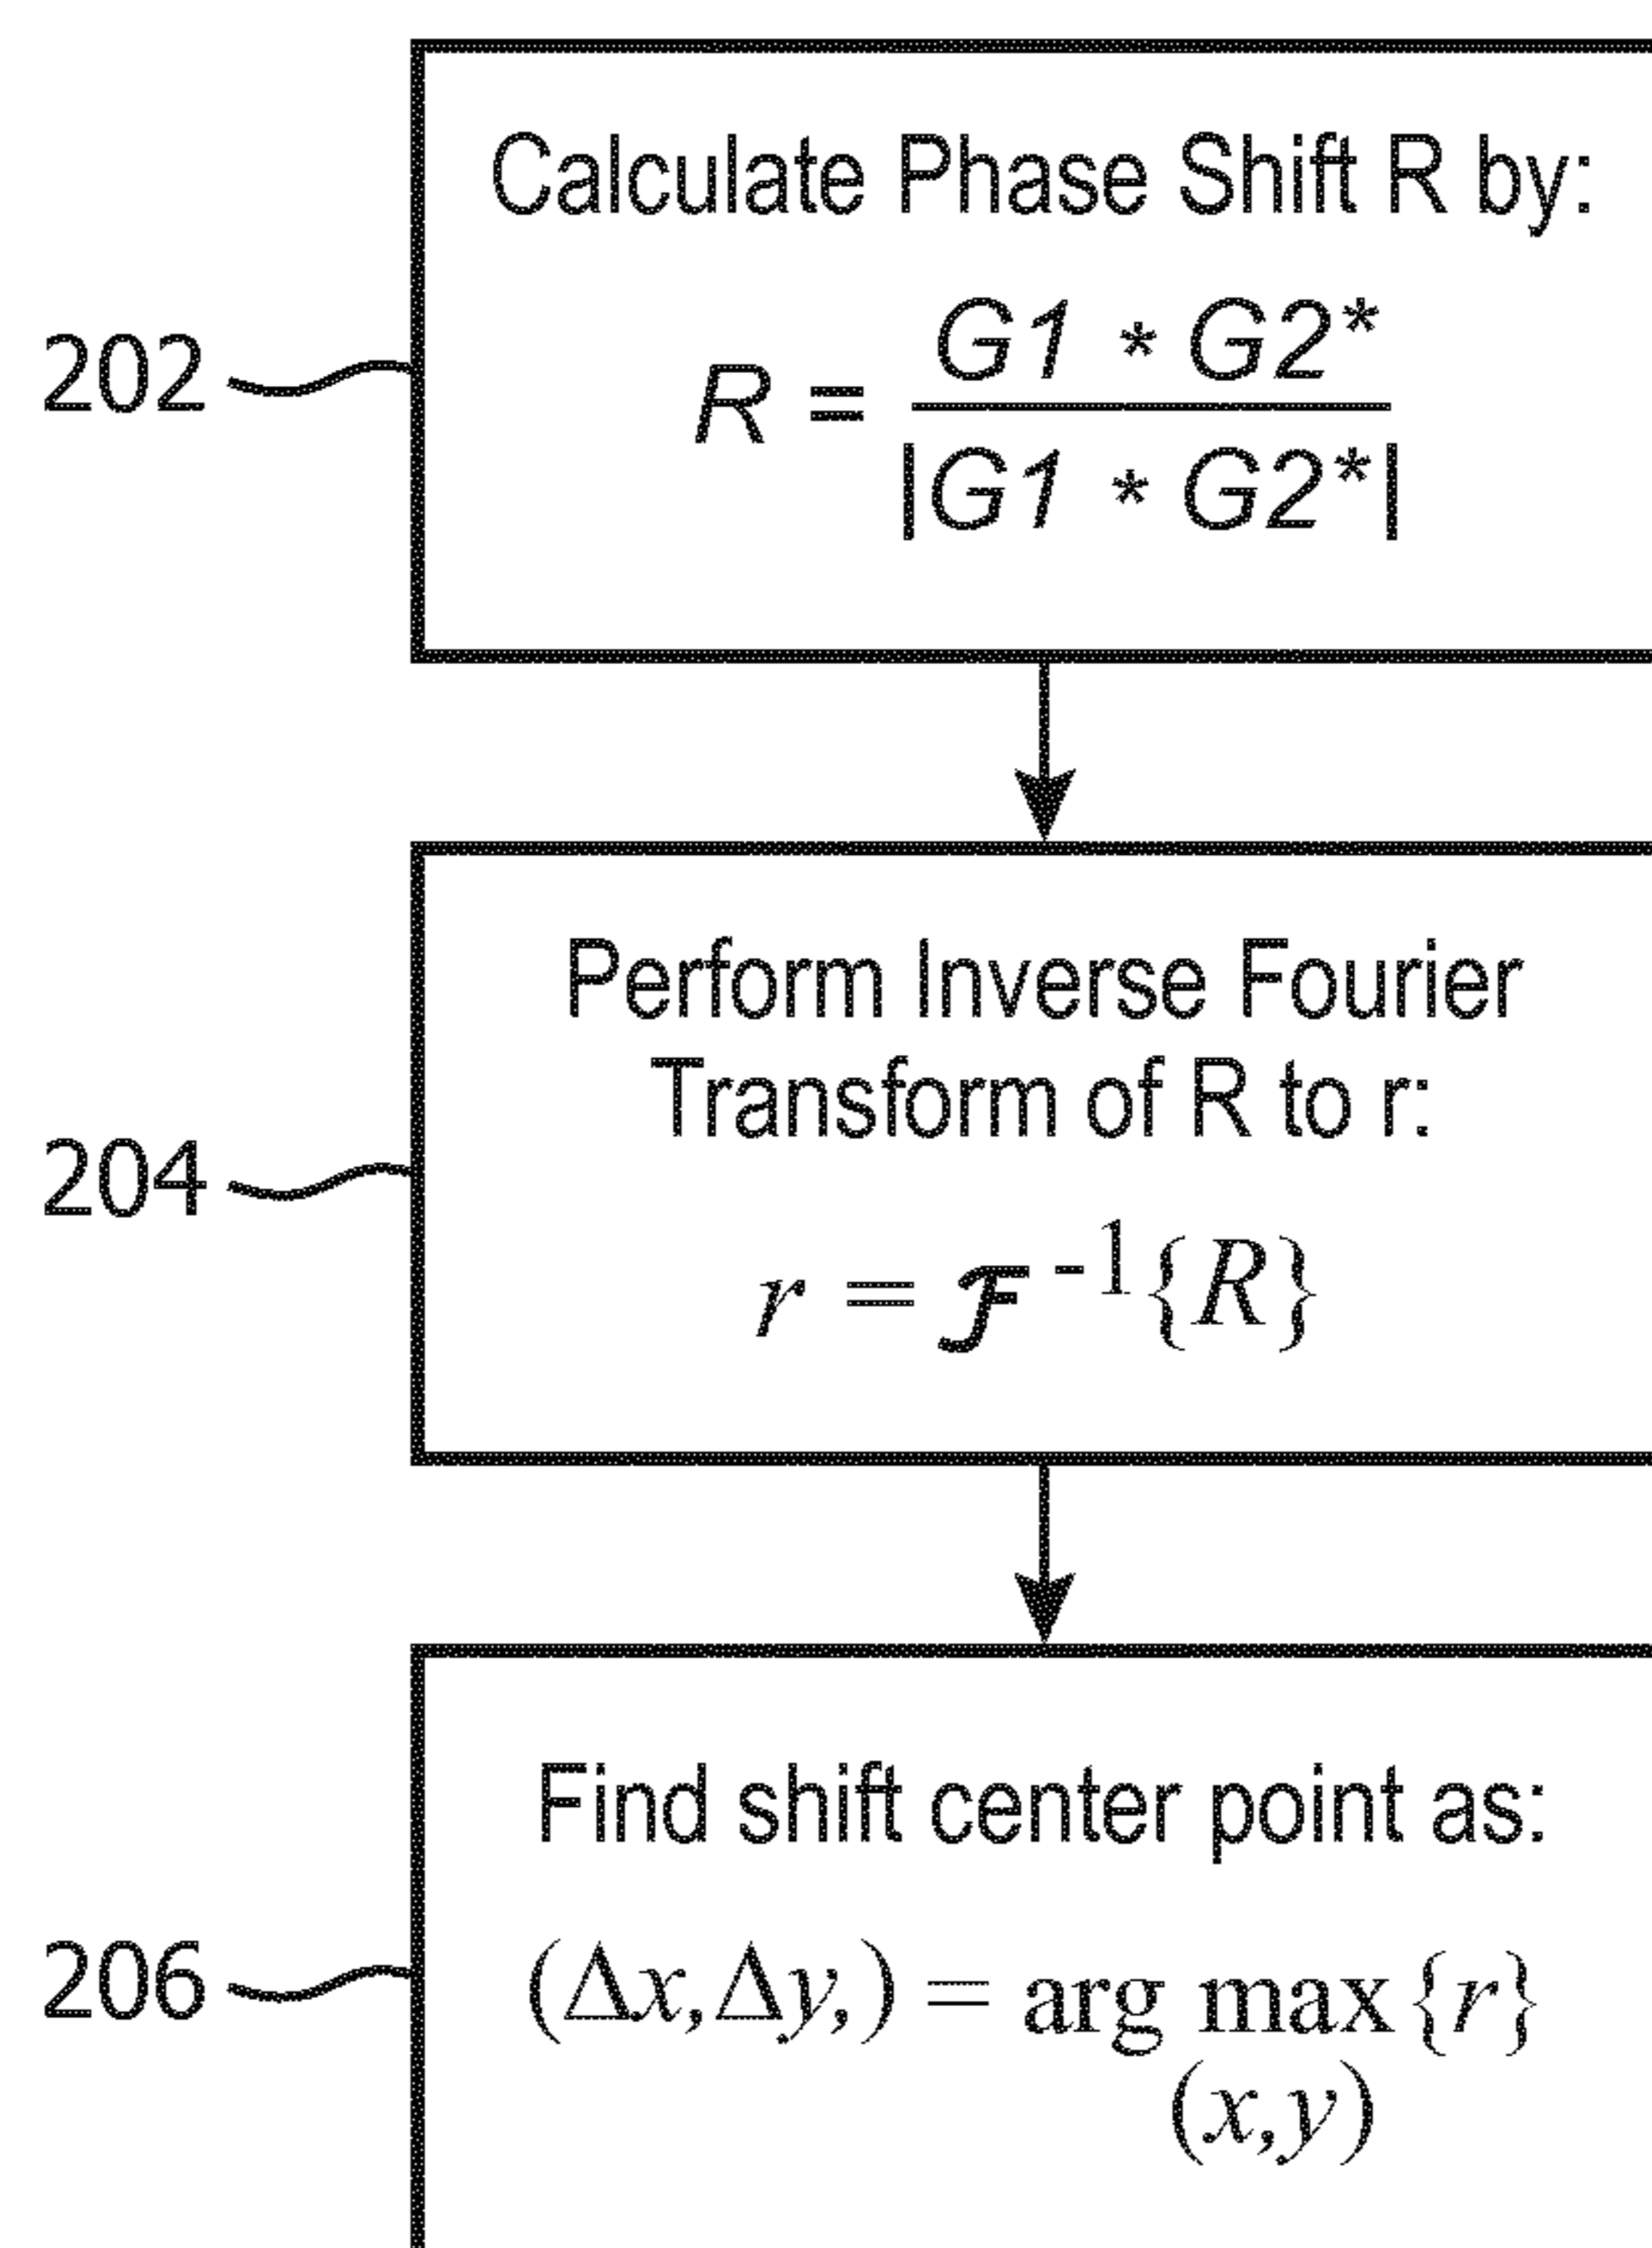 Calculate Phase Shift R by:
202
R = G1 * G2*
|G1 * G2*|
Perform Inverse Fourier
Transform of R to r:
204
r = ℱ -1{R}
Find shift center point as:
206
(Δx,Δy,) = arg max{r}
(x,y)